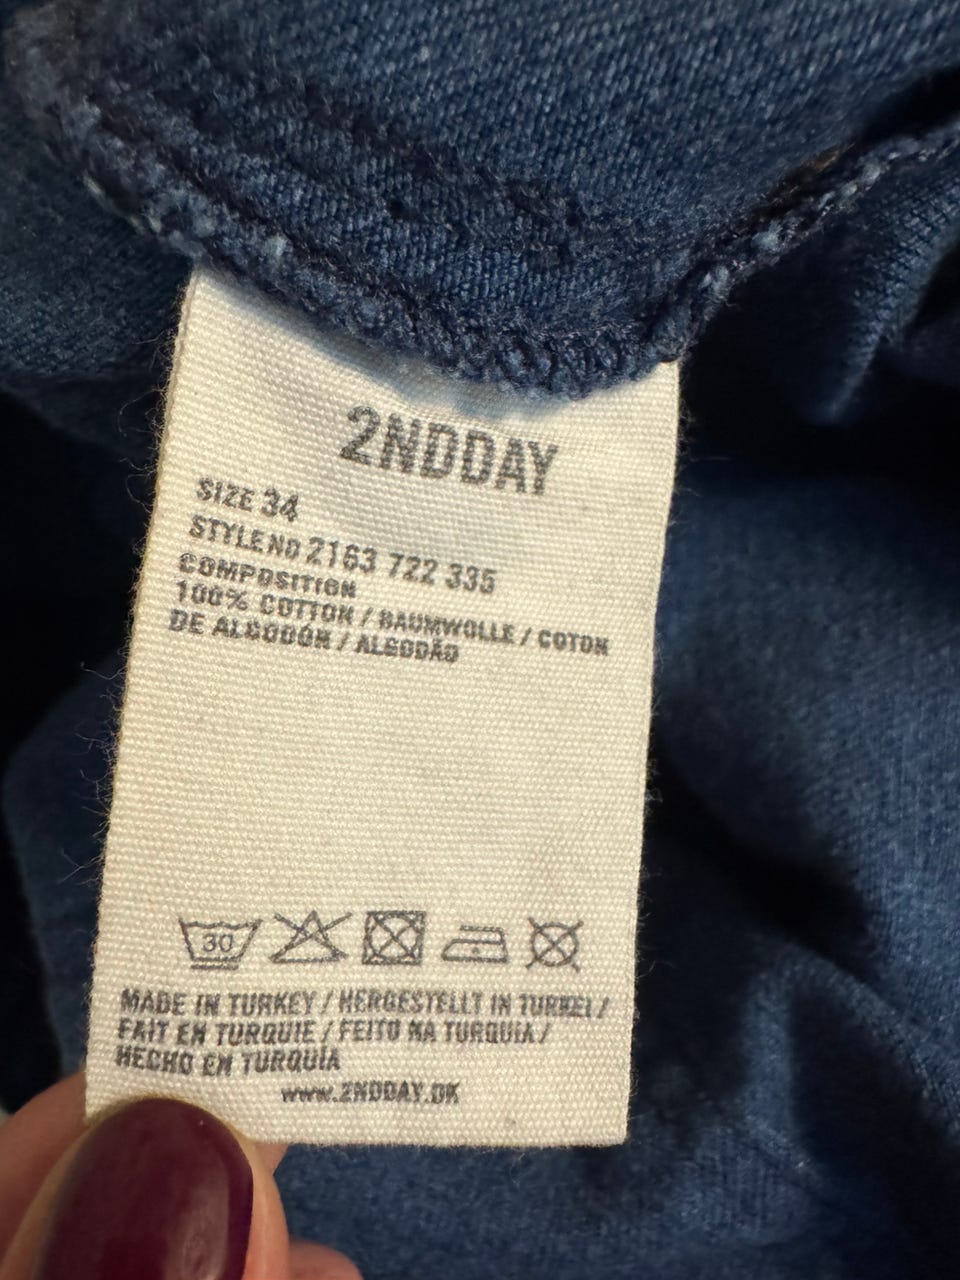 2NDDAY
SIZE 34
STYLE NO 2163 722 335
COMPOSITION
100% COTTON / BAUMWOLLE / COTON
DE ALGODÓN / ALGODÃO
30
MADE IN TURKEY / HERGESTELLT IN TURKEI /
FAIT EN TURQUIE / FEITO NA TURQUIA /
HECHO EN TURQUÍA
www.2NDDAY.DK